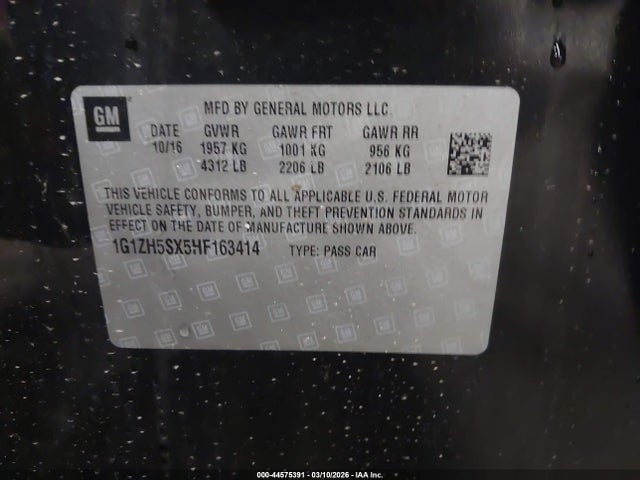 GM
MFD BY GENERAL MOTORS LLC
DATE GVWR GAWR FRT GAWR RR
10/16 1957 KG 1001 KG 956 KG
4312 LB 2206 LB 2106 LB
THIS VEHICLE CONFORMS TO ALL APPLICABLE U.S. FEDERAL MOTOR
VEHICLE SAFETY, BUMPER, AND THEFT PREVENTION STANDARDS IN
EFFECT ON THE DATE OF MANUFACTURE SHOWN ABOVE.
1G1ZH5SX5HF163414 TYPE: PASS CAR
000-44575391 - 03/10/2026 - IAA Inc.